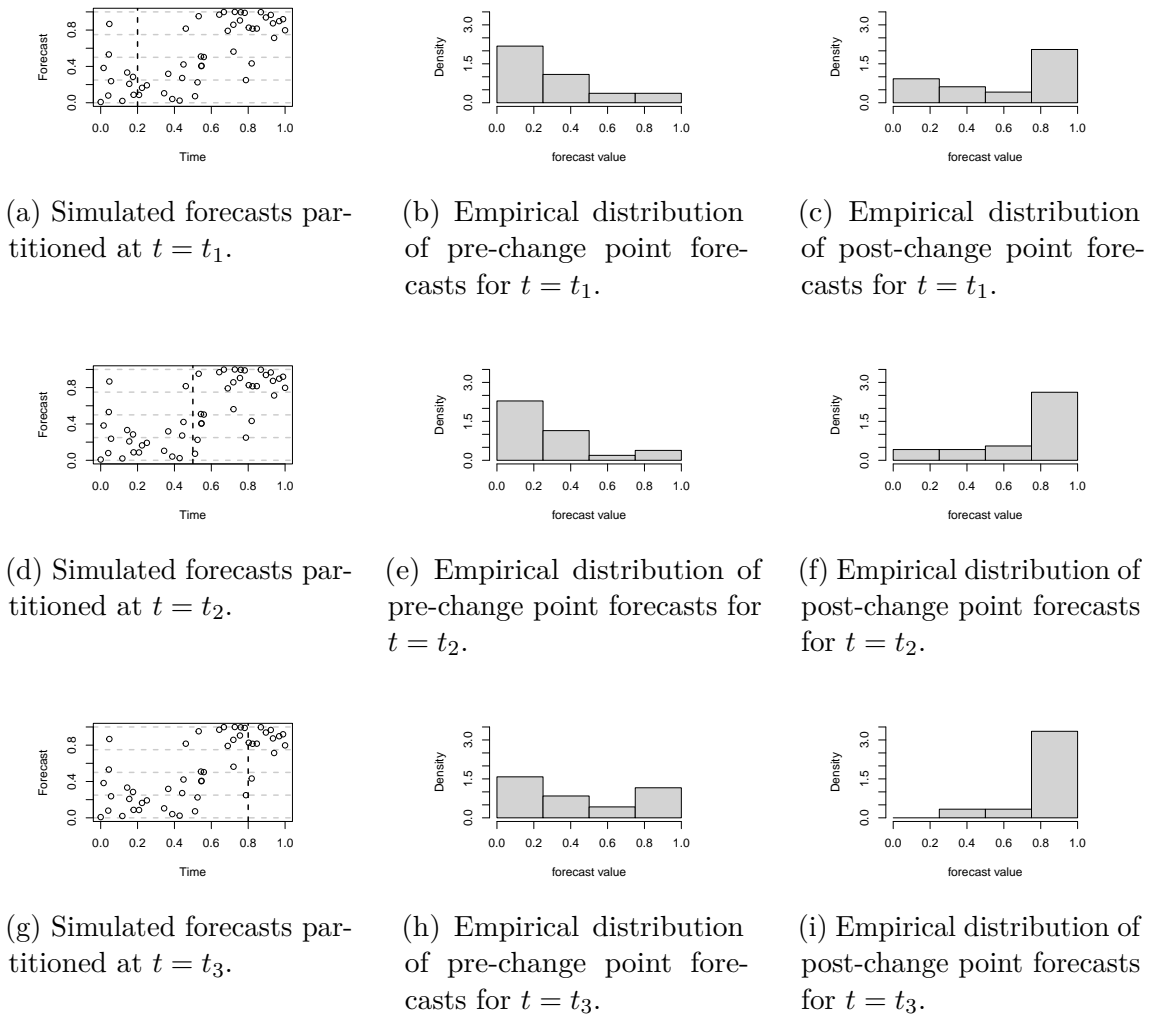 Forecast
0.0 0.4 0.8
0.0 0.2 0.4 0.6 0.8 1.0
Time
Density
0.0 1.5 3.0
0.0 0.2 0.4 0.6 0.8 1.0
forecast value
Density
0.0 1.5 3.0
0.0 0.2 0.4 0.6 0.8 1.0
forecast value
(a) Simulated forecasts par-
titioned at t = t₁.
(b) Empirical distribution
of pre-change point fore-
casts for t = t₁.
(c) Empirical distribution
of post-change point fore-
casts for t = t₁.
Forecast
0.0 0.4 0.8
0.0 0.2 0.4 0.6 0.8 1.0
Time
Density
0.0 1.5 3.0
0.0 0.2 0.4 0.6 0.8 1.0
forecast value
Density
0.0 1.5 3.0
0.0 0.2 0.4 0.6 0.8 1.0
forecast value
(d) Simulated forecasts par-
titioned at t = t₂.
(e) Empirical distribution of
pre-change point forecasts for
t = t₂.
(f) Empirical distribution of
post-change point forecasts
for t = t₂.
Forecast
0.0 0.4 0.8
0.0 0.2 0.4 0.6 0.8 1.0
Time
Density
0.0 1.5 3.0
0.0 0.2 0.4 0.6 0.8 1.0
forecast value
Density
0.0 1.5 3.0
0.0 0.2 0.4 0.6 0.8 1.0
forecast value
(g) Simulated forecasts par-
titioned at t = t₃.
(h) Empirical distribution
of pre-change point fore-
casts for t = t₃.
(i) Empirical distribution of
post-change point forecasts
for t = t₃.